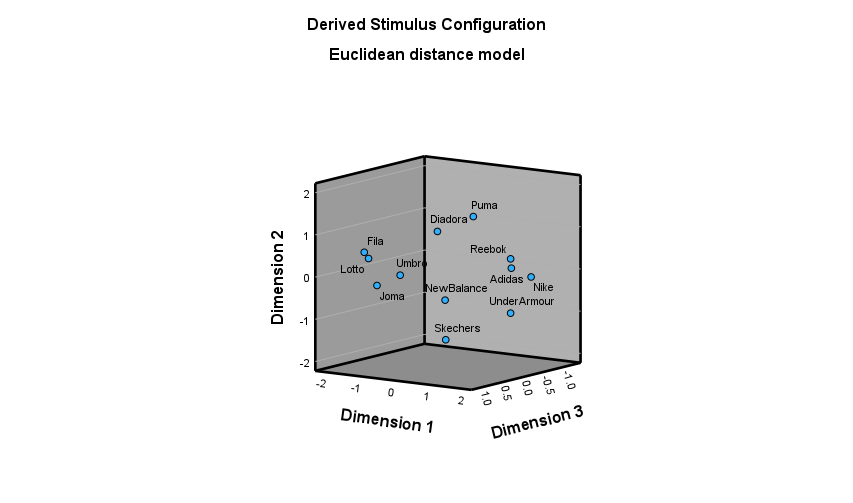 Derived Stimulus Configuration
Euclidean distance model
Puma
Diadora
Fila
Reebok
Lotto
Umbro
Adidas
Nike
Joma
NewBalance
UnderArmour
Skechers
Dimension 2
2
1
0
-1
-2
-2
-1
0
1
2
Dimension 1
1.0
0.5
0.0
-0.5
-1.0
Dimension 3